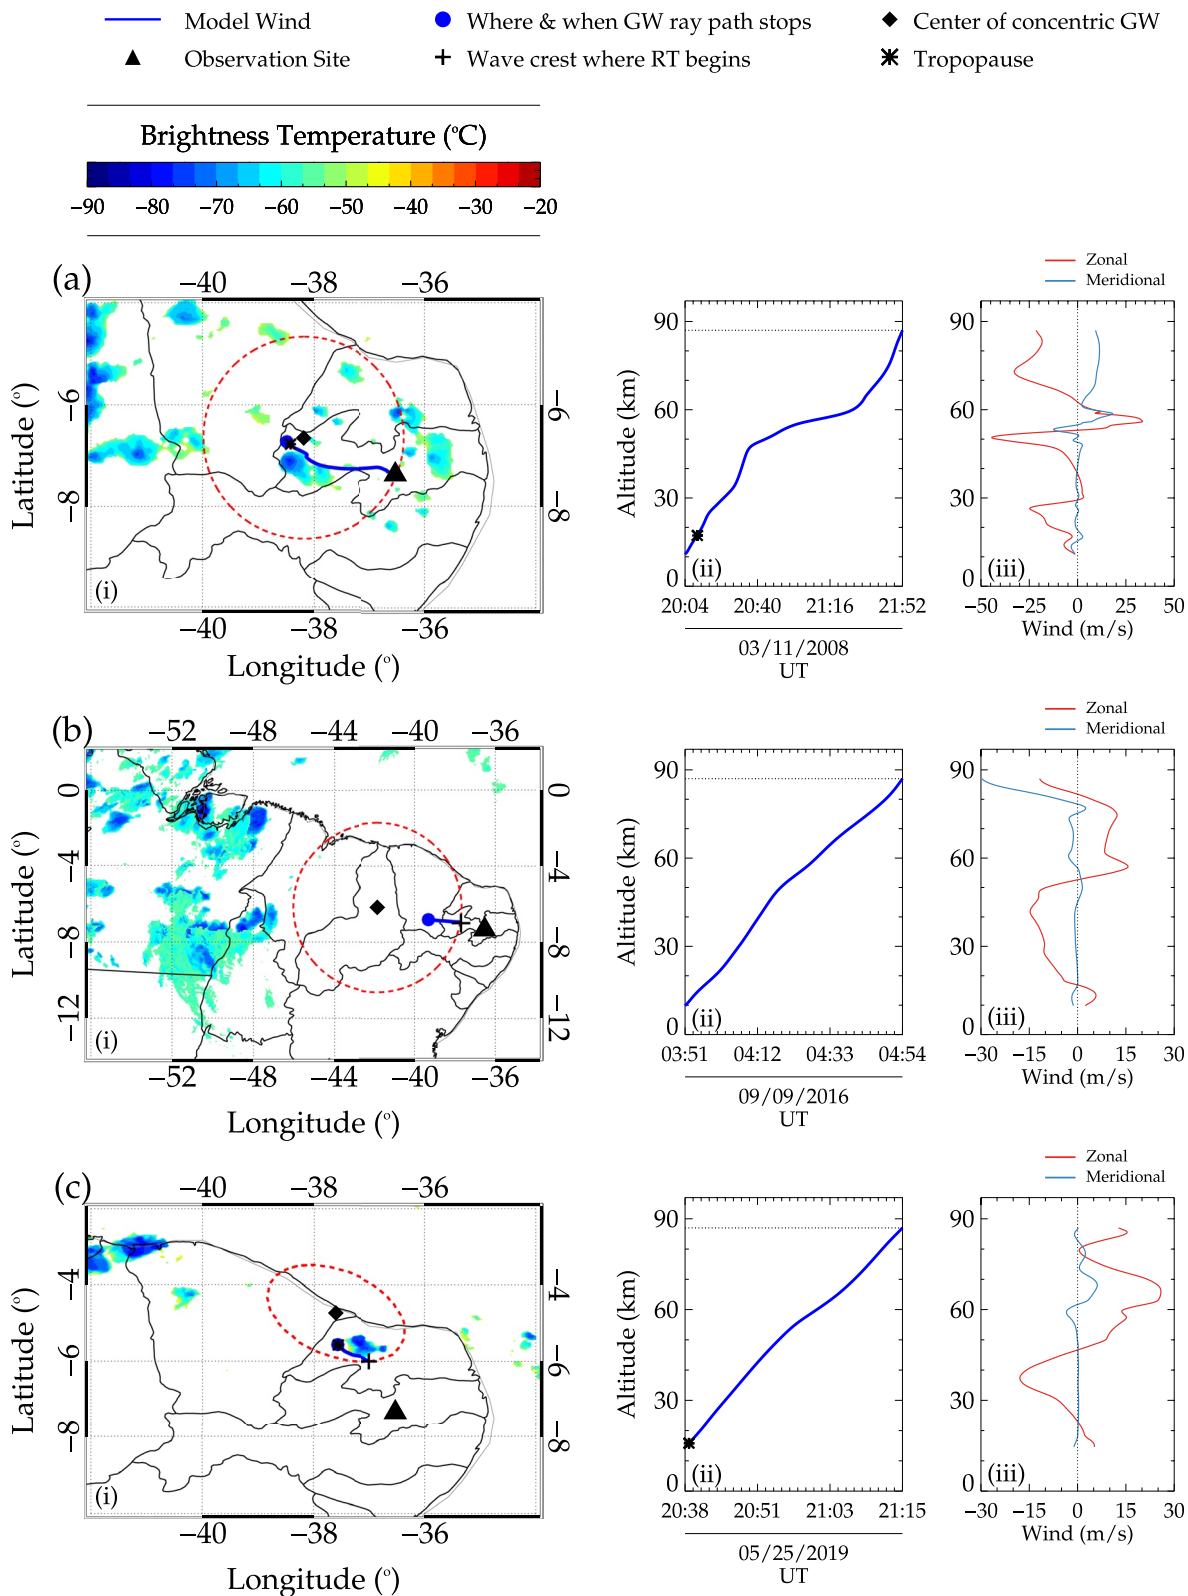 Model Wind
Where & when GW ray path stops
Center of concentric GW
Observation Site
Wave crest where RT begins
Tropopause
Brightness Temperature (°C)
−90 −80 −70 −60 −50 −40 −30 −20
(a)
−40 −38 −36
Latitude (°)
−6
−8
−6
−8
(i)
−40 −38 −36
Longitude (°)
Altitude (km)
90
60
30
0
(ii)
20:04 20:40 21:16 21:52
03/11/2008
UT
Zonal
Meridional
90
60
30
0
(iii)
−50 −25 0 25 50
Wind (m/s)
(b)
−52 −48 −44 −40 −36
Latitude (°)
0
−4
−8
−12
0
−4
−8
−12
(i)
−52 −48 −44 −40 −36
Longitude (°)
Altitude (km)
90
60
30
0
(ii)
03:51 04:12 04:33 04:54
09/09/2016
UT
Zonal
Meridional
90
60
30
0
(iii)
−30 −15 0 15 30
Wind (m/s)
(c)
−40 −38 −36
Latitude (°)
−4
−6
−8
−4
−6
−8
(i)
−40 −38 −36
Longitude (°)
Altitude (km)
90
60
30
0
(ii)
20:38 20:51 21:03 21:15
05/25/2019
UT
Zonal
Meridional
90
60
30
0
(iii)
−30 −15 0 15 30
Wind (m/s)